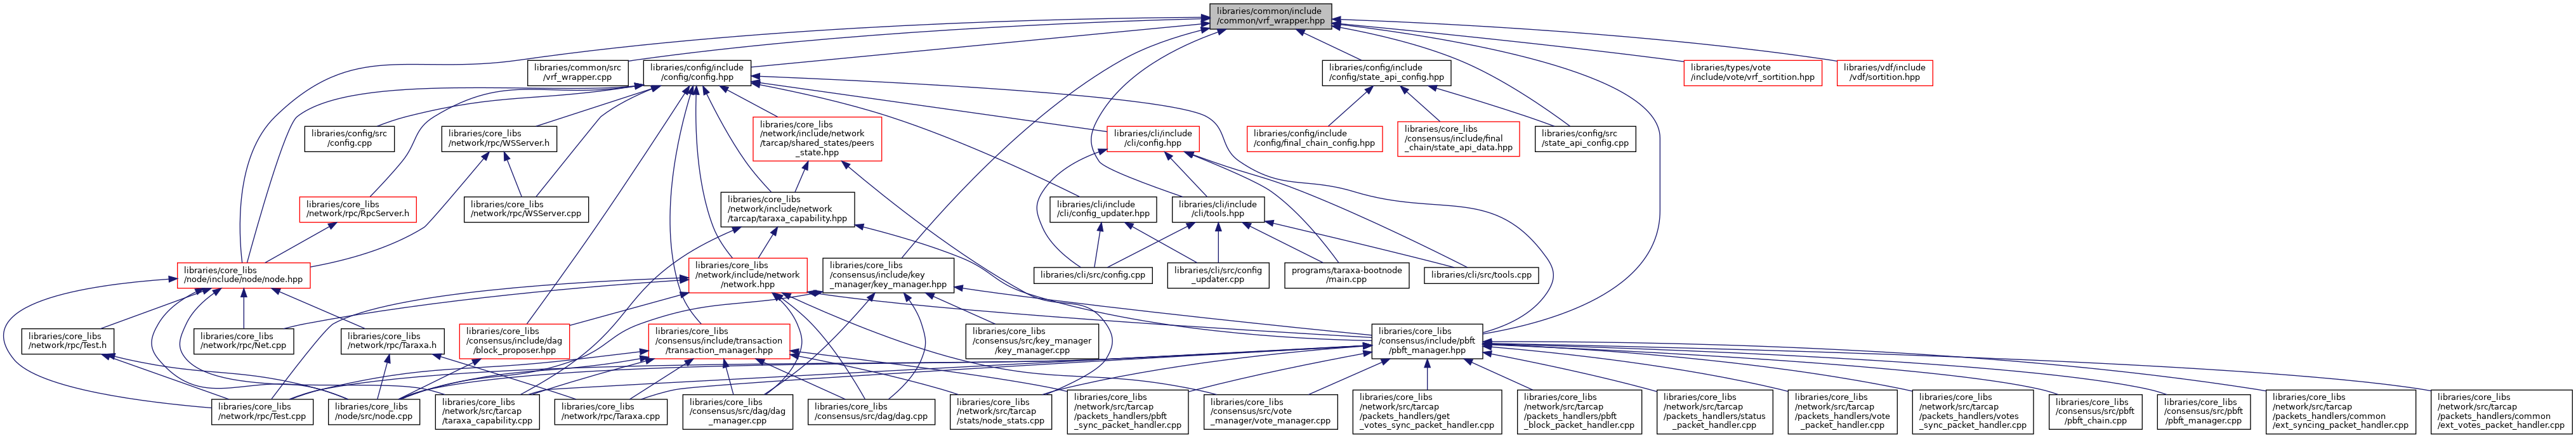 libraries/common/include
/common/vrf_wrapper.hpp
libraries/common/src
/vrf_wrapper.cpp
libraries/config/include
/config/config.hpp
libraries/config/include
/config/state_api_config.hpp
libraries/types/vote
/include/vote/vrf_sortition.hpp
libraries/vdf/include
/vdf/sortition.hpp
libraries/config/src
/config.cpp
libraries/core_libs
/network/rpc/WSServer.h
libraries/core_libs
/network/include/network
/tarcap/shared_states/peers
_state.hpp
libraries/cli/include
/cli/config.hpp
libraries/config/include
/config/final_chain_config.hpp
libraries/core_libs
/consensus/include/final
_chain/state_api_data.hpp
libraries/config/src
/state_api_config.cpp
libraries/core_libs
/network/rpc/RpcServer.h
libraries/core_libs
/network/rpc/WSServer.cpp
libraries/core_libs
/network/include/network
/tarcap/taraxa_capability.hpp
libraries/cli/include
/cli/config_updater.hpp
libraries/cli/include
/cli/tools.hpp
libraries/core_libs
/node/include/node/node.hpp
libraries/core_libs
/network/include/network
/network.hpp
libraries/core_libs
/consensus/include/key
_manager/key_manager.hpp
libraries/cli/src/config.cpp
libraries/cli/src/config
_updater.cpp
programs/taraxa-bootnode
/main.cpp
libraries/cli/src/tools.cpp
libraries/core_libs
/network/rpc/Test.h
libraries/core_libs
/network/rpc/Net.cpp
libraries/core_libs
/network/rpc/Taraxa.h
libraries/core_libs
/consensus/include/dag
/block_proposer.hpp
libraries/core_libs
/consensus/include/transaction
/transaction_manager.hpp
libraries/core_libs
/consensus/src/key_manager
/key_manager.cpp
libraries/core_libs
/consensus/include/pbft
/pbft_manager.hpp
libraries/core_libs
/network/rpc/Test.cpp
libraries/core_libs
/node/src/node.cpp
libraries/core_libs
/network/src/tarcap
/taraxa_capability.cpp
libraries/core_libs
/network/rpc/Taraxa.cpp
libraries/core_libs
/consensus/src/dag/dag
_manager.cpp
libraries/core_libs
/consensus/src/dag/dag.cpp
libraries/core_libs
/network/src/tarcap
/stats/node_stats.cpp
libraries/core_libs
/network/src/tarcap
/packets_handlers/pbft
_sync_packet_handler.cpp
libraries/core_libs
/consensus/src/vote
_manager/vote_manager.cpp
libraries/core_libs
/network/src/tarcap
/packets_handlers/get
_votes_sync_packet_handler.cpp
libraries/core_libs
/network/src/tarcap
/packets_handlers/pbft
_block_packet_handler.cpp
libraries/core_libs
/network/src/tarcap
/packets_handlers/status
_packet_handler.cpp
libraries/core_libs
/network/src/tarcap
/packets_handlers/vote
_packet_handler.cpp
libraries/core_libs
/network/src/tarcap
/packets_handlers/votes
_sync_packet_handler.cpp
libraries/core_libs
/consensus/src/pbft
/pbft_chain.cpp
libraries/core_libs
/consensus/src/pbft
/pbft_manager.cpp
libraries/core_libs
/network/src/tarcap
/packets_handlers/common
/ext_syncing_packet_handler.cpp
libraries/core_libs
/network/src/tarcap
/packets_handlers/common
/ext_votes_packet_handler.cpp